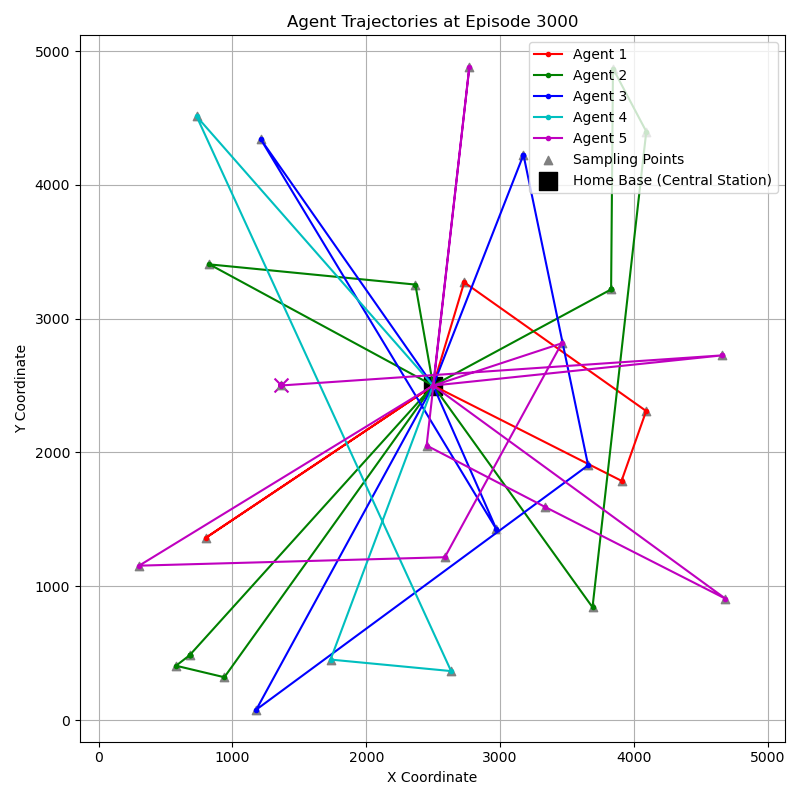 Agent Trajectories at Episode 3000
Agent 1
Agent 2
Agent 3
Agent 4
Agent 5
Sampling Points
Home Base (Central Station)
Y Coordinate
5000
4000
3000
2000
1000
0
0 1000 2000 3000 4000 5000
X Coordinate